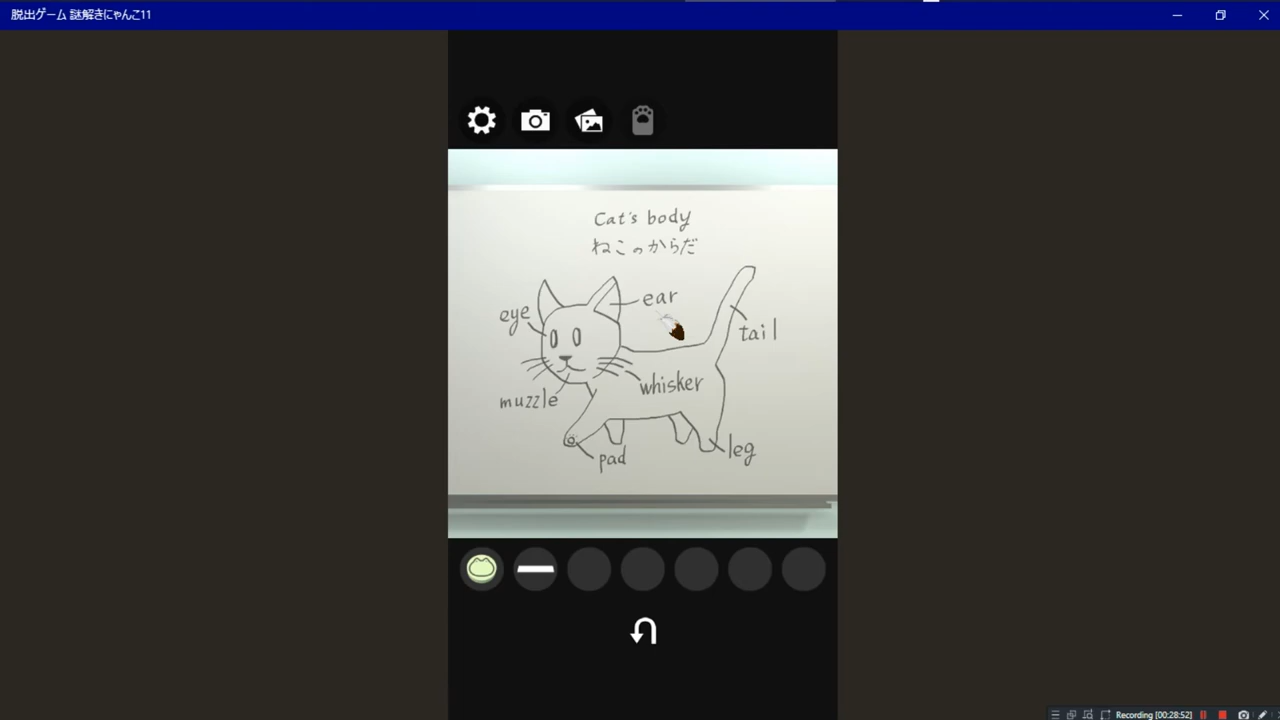 脱出ゲーム 謎解きにゃんこ11
Cat's body
ねこのからだ
ear
eye
tail
whisker
muzzle
leg
pad
Recording [00:28:52]